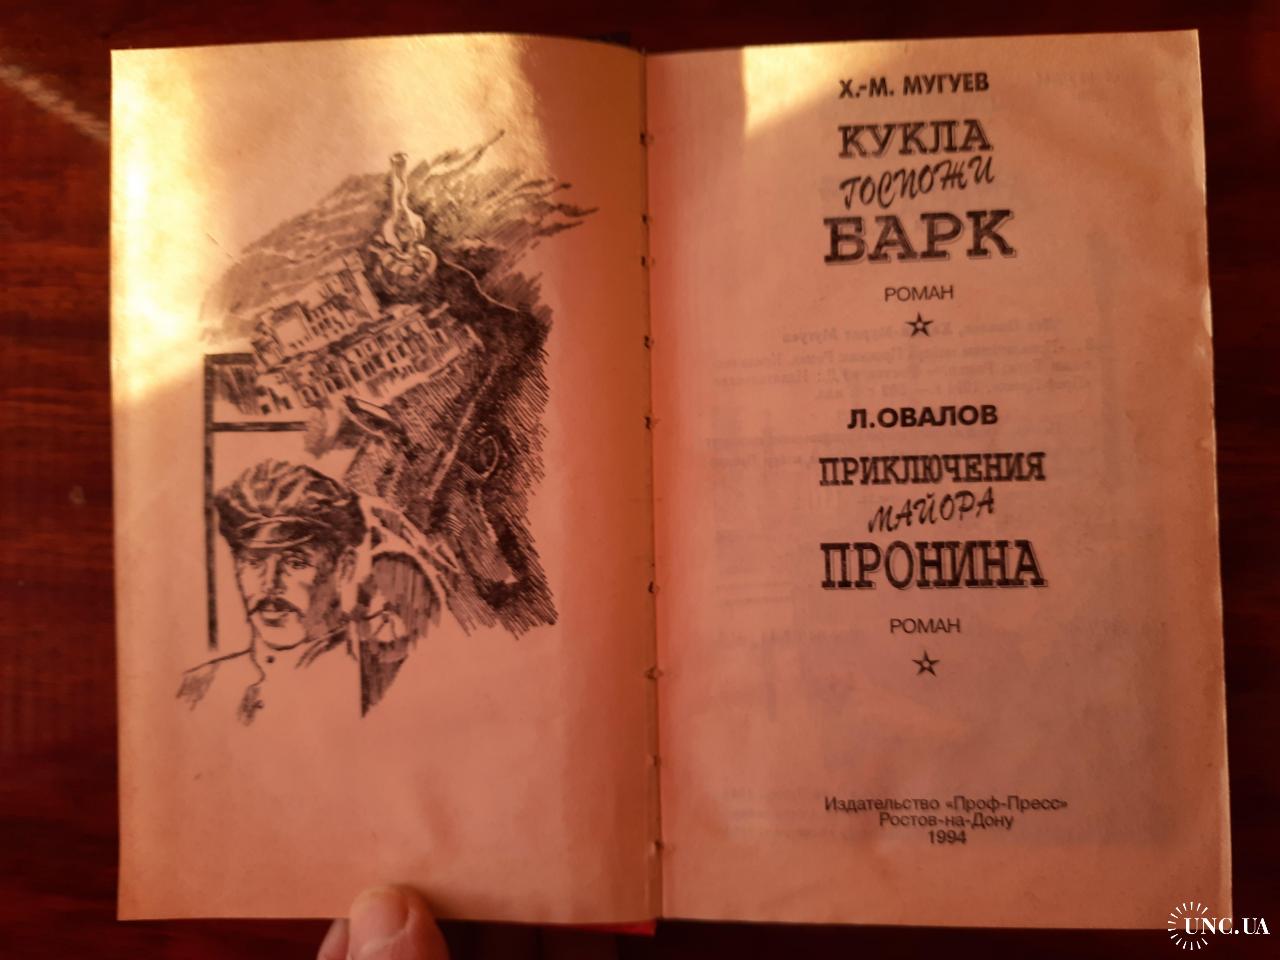 Х.-М. МУГУЕВ
КУКЛА
ГОСПОЖИ
БАРК
РОМАН
Л.ОВАЛОВ
ПРИКЛЮЧЕНИЯ
МАЙОРА
ПРОНИНА
РОМАН
Издательство «Проф-Пресс»
Ростов-на-Дону
1994
UNC.UA